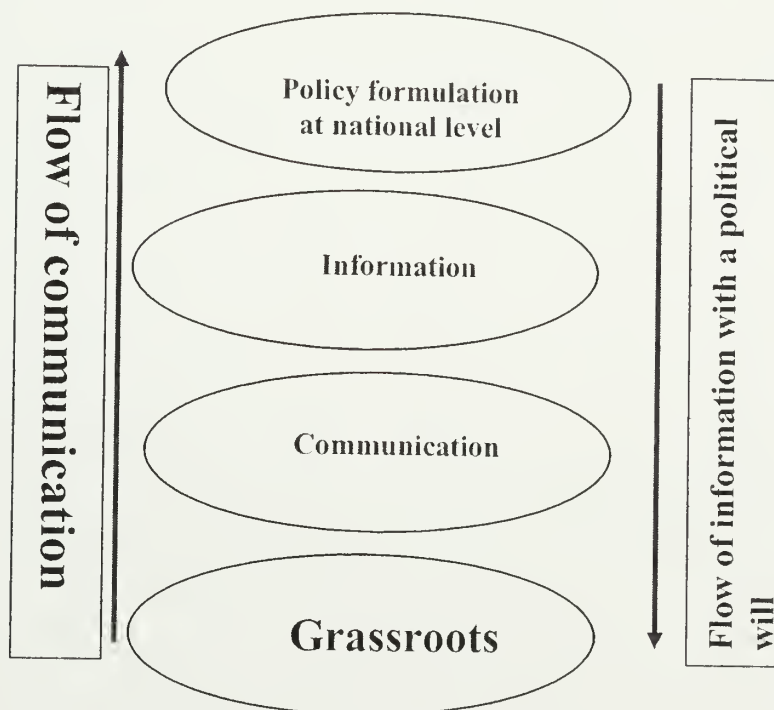 Flow of communication
Policy formulation
at national level
Information
Communication
Grassroots
Flow of information with a political
will